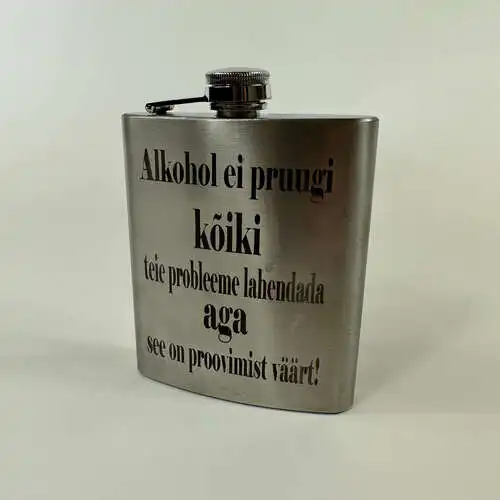 Alkohol ei pruugi
kõiki
teie probleeme lahendada
aga
see on proovimist väärt!